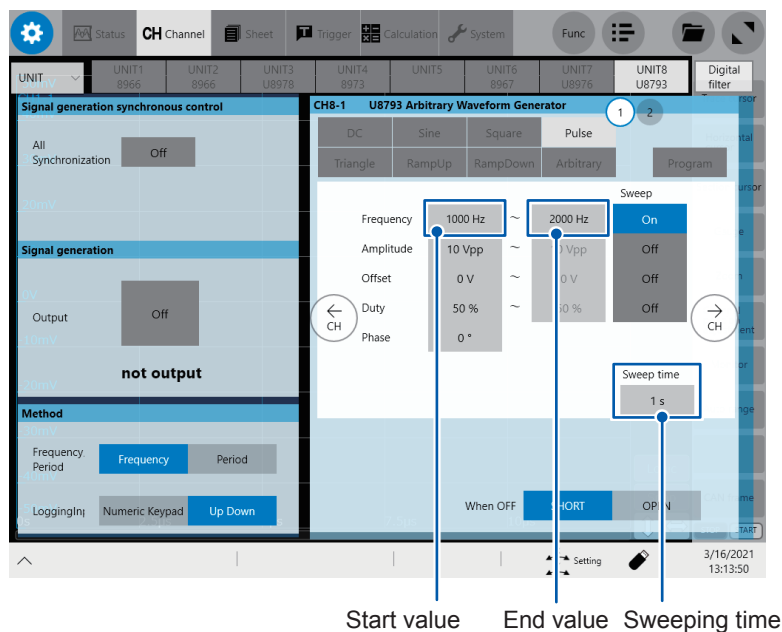 Status CH Channel Sheet Trigger Calculation System Func
UNIT UNIT1 8966 UNIT2 8966 UNIT3 U8978 UNIT4 8973 UNIT5 UNIT6 8967 UNIT7 U8976 UNIT8 U8793 Digital filter
Signal generation synchronous control
All Synchronization Off
Signal generation
Output Off
not output
Method
Frequency. Period Frequency Period
LoggingInp Numeric Keypad Up Down
CH8-1 U8793 Arbitrary Waveform Generator 1 2
DC Sine Square Pulse
Triangle RampUp RampDown Arbitrary Program
Sweep
Frequency 1000 Hz ~ 2000 Hz On
Amplitude 10 Vpp ~ Off
Offset 0 V ~ 0 V Off
Duty 50 % ~ 50 % Off
Phase 0 °
← CH
→ CH
Sweep time
1 s
When OFF SHORT OPEN
Setting
3/16/2021
13:13:50
Start value End value Sweeping time